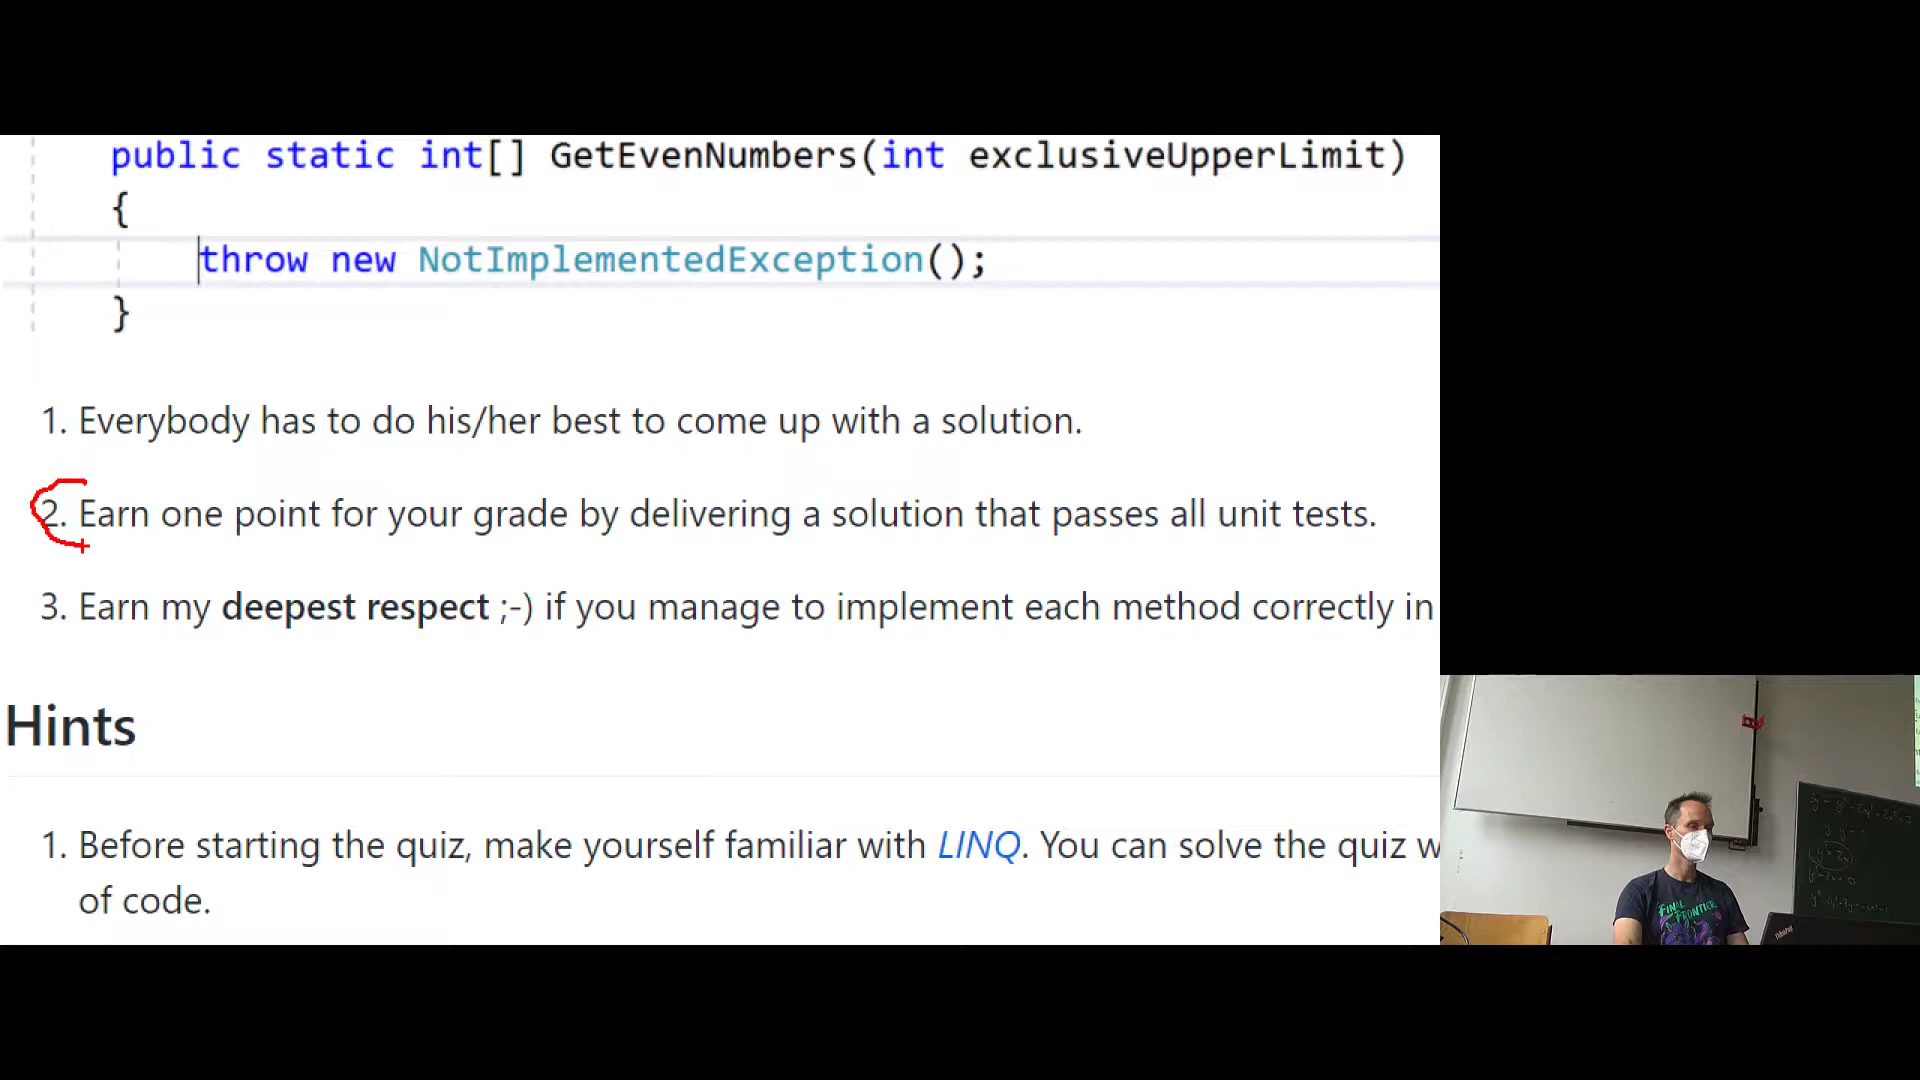 public static int[] GetEvenNumbers(int exclusiveUpperLimit)
{
throw new NotImplementedException();
}
1. Everybody has to do his/her best to come up with a solution.
2. Earn one point for your grade by delivering a solution that passes all unit tests.
3. Earn my deepest respect ;-) if you manage to implement each method correctly in
Hints
1. Before starting the quiz, make yourself familiar with LINQ. You can solve the quiz w
of code.
FINAL
FRONTIER
ThinkPad